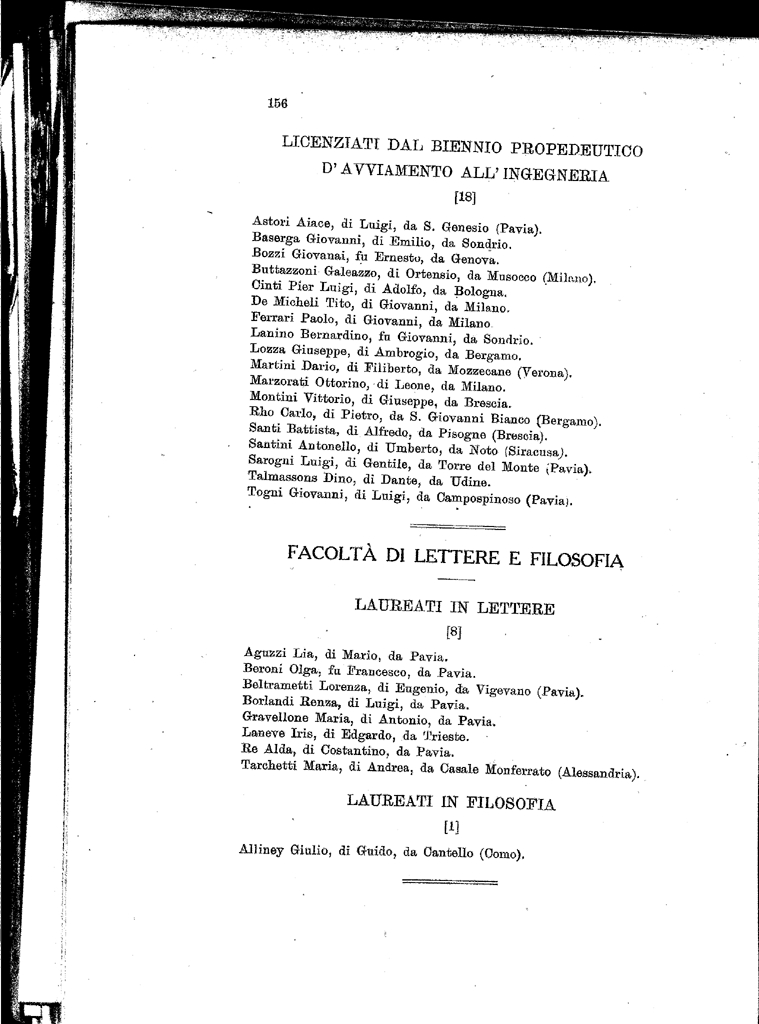 156
LICENZIATI DAL BIENNIO PROPEDEUTICO
D'AVVIAMENTO ALL'INGEGNERIA
[18]
Astori Aiace, di Luigi, da S. Genesio (Pavia).
Baserga Giovanni, di Emilio, da Sondrio.
Bozzi Giovanni, fu Ernesto, da Genova.
Buttazzoni Galeazzo, di Ortensio, da Musocco (Milano).
Cinti Pier Luigi, di Adolfo, da Bologna.
De Micheli Tito, di Giovanni, da Milano.
Ferrari Paolo, di Giovanni, da Milano
Lanino Bernardino, fu Giovanni, da Sondrio.
Lozza Giuseppe, di Ambrogio, da Bergamo.
Martini Dario, di Filiberto, da Mozzecane (Verona).
Marzorati Ottorino, di Leone, da Milano.
Montini Vittorio, di Giuseppe, da Brescia.
Rho Carlo, di Pietro, da S. Giovanni Bianco (Bergamo).
Santi Battista, di Alfredo, da Pisogne (Brescia).
Santini Antonello, di Umberto, da Noto (Siracusa).
Sarogni Luigi, di Gentile, da Torre del Monte (Pavia).
Talmassons Dino, di Dante, da Udine.
Togni Giovanni, di Luigi, da Campospinoso (Pavia).
FACOLTÀ DI LETTERE E FILOSOFIA
LAUREATI IN LETTERE
[8]
Aguzzi Lia, di Mario, da Pavia.
Beroni Olga, fu Francesco, da Pavia.
Beltrametti Lorenza, di Eugenio, da Vigevano (Pavia).
Borlandi Renza, di Luigi, da Pavia.
Gravellone Maria, di Antonio, da Pavia.
Laneve Iris, di Edgardo, da Trieste.
Re Alda, di Costantino, da Pavia.
Tarchetti Maria, di Andrea, da Casale Monferrato (Alessandria).
LAUREATI IN FILOSOFIA
[1]
Alliney Giulio, di Guido, da Cantello (Como).